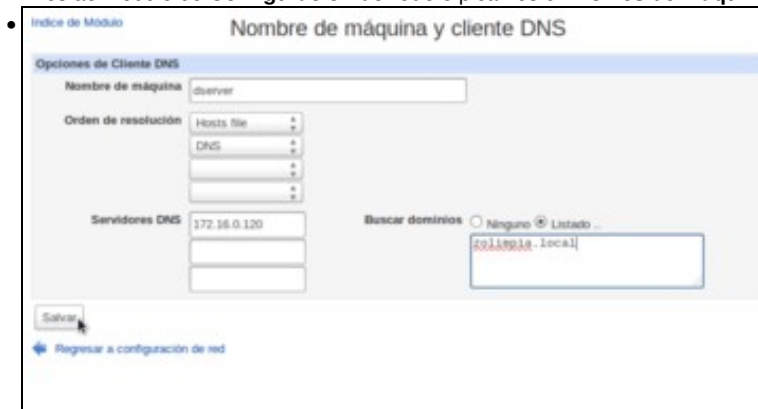 Índice de Módulo
Nombre de máquina y cliente DNS
Opciones de Cliente DNS
Nombre de máquina dserver
Orden de resolución Hosts file
DNS
Servidores DNS 172.16.0.120 Buscar dominios Ninguno Listado ..
zolimpia.local
Salvar
Regresar a configuración de red